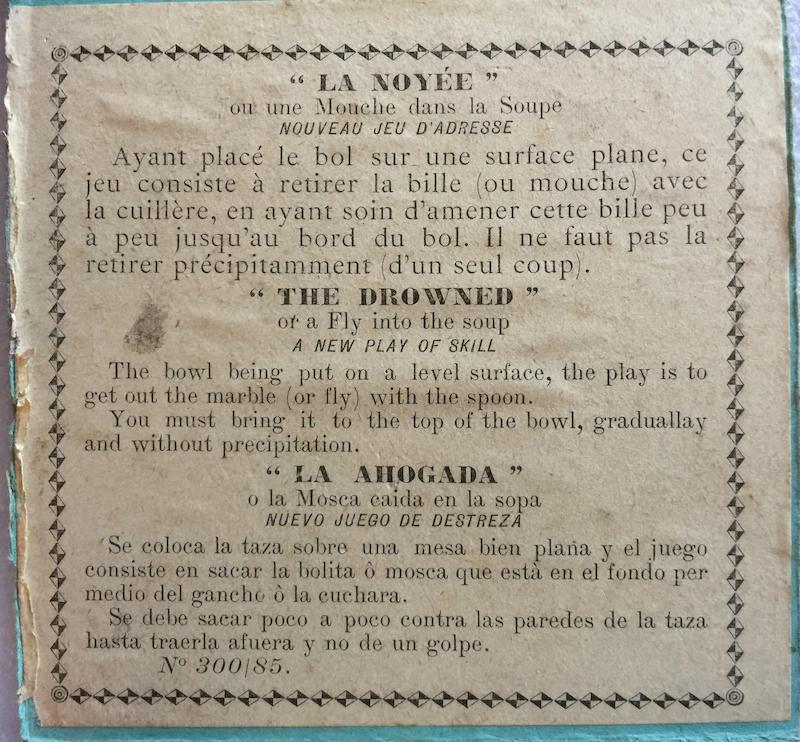 “ LA NOYÉE ”
ou une Mouche dans la Soupe
NOUVEAU JEU D'ADRESSE
Ayant placé le bol sur une surface plane, ce
jeu consiste à retirer la bille (ou mouche) avec
la cuillère, en ayant soin d'amener cette bille peu
à peu jusqu'au bord du bol. Il ne faut pas la
retirer précipitamment (d'un seul coup).
“ THE DROWNED ”
or a Fly into the soup
A NEW PLAY OF SKILL
The bowl being put on a level surface, the play is to
get out the marble (or fly) with the spoon.
You must bring it to the top of the bowl, graduallay
and without precipitation.
“ LA AHOGADA ”
o la Mosca caida en la sopa
NUEVO JUEGO DE DESTREZA
Se coloca la taza sobre una mesa bien plaña y el juego
consiste en sacar la bolita ô mosca que està en el fondo per
medio del gancho ô la cuchara.
Se debe sacar poco a poco contra las paredes de la taza
hasta traerla afuera y no de un golpe.
Nº 300/85.